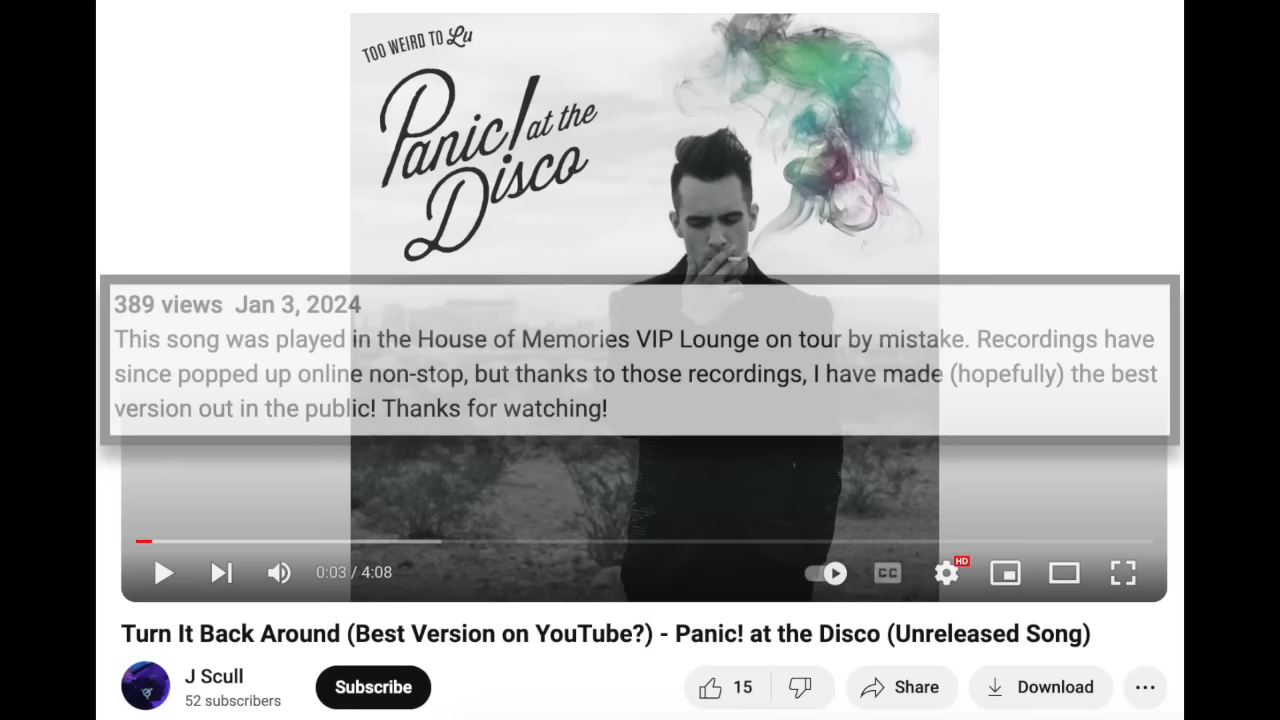 TOO WEIRD TO Lu
Panic! at the
Disco
389 views Jan 3, 2024
This song was played in the House of Memories VIP Lounge on tour by mistake. Recordings have
since popped up online non-stop, but thanks to those recordings, I have made (hopefully) the best
version out in the public! Thanks for watching!
0:03 / 4:08
CC
HD
Turn It Back Around (Best Version on YouTube?) - Panic! at the Disco (Unreleased Song)
J Scull
52 subscribers
Subscribe
15
Share
Download